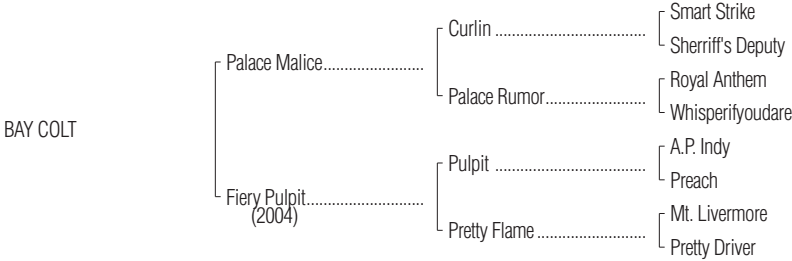 Smart Strike
Curlin ....................................
Sherriff's Deputy
Palace Malice........................
Royal Anthem
Palace Rumor........................
Whisperifyoudare
BAY COLT
A.P. Indy
Pulpit ....................................
Preach
Fiery Pulpit............................
(2004)
Mt. Livermore
Pretty Flame ..........................
Pretty Driver